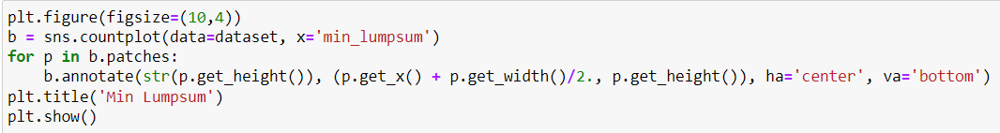 plt.figure(figsize=(10,4))
b = sns.countplot(data=dataset, x='min_lumpsum')
for p in b.patches:
    b.annotate(str(p.get_height()), (p.get_x() + p.get_width()/2., p.get_height()), ha='center', va='bottom')
plt.title('Min Lumpsum')
plt.show()